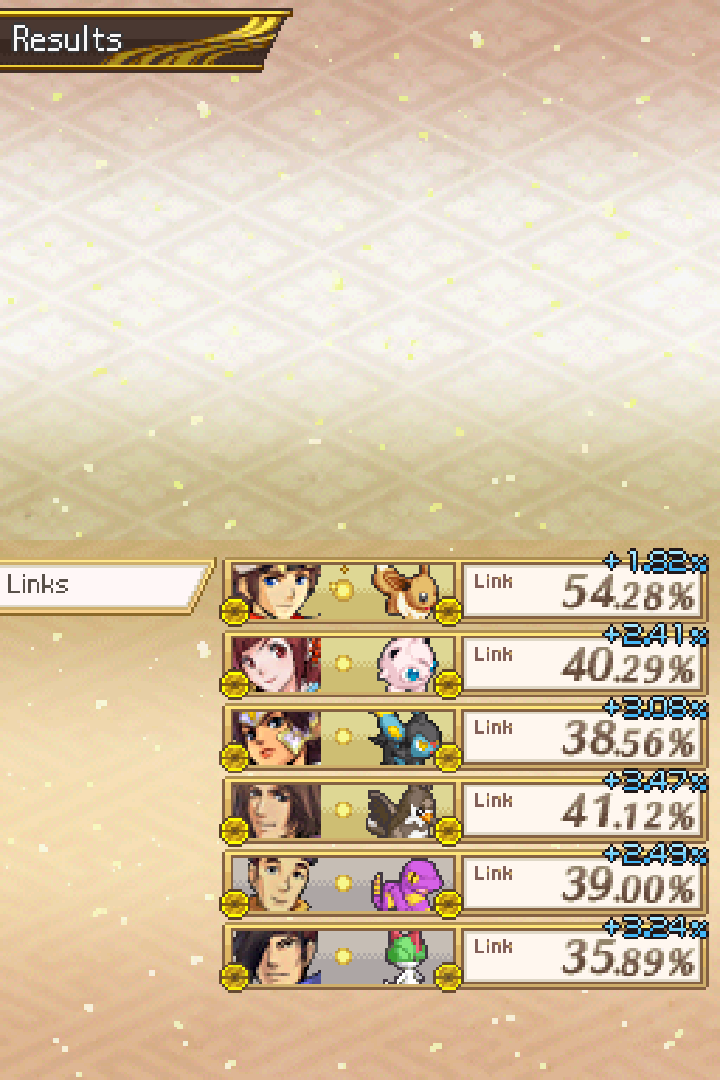 Results
Links
+1.82%
Link 54.28%
+2.41%
Link 40.29%
+3.08%
Link 38.56%
+3.47%
Link 41.12%
+2.49%
Link 39.00%
+3.24%
Link 35.89%